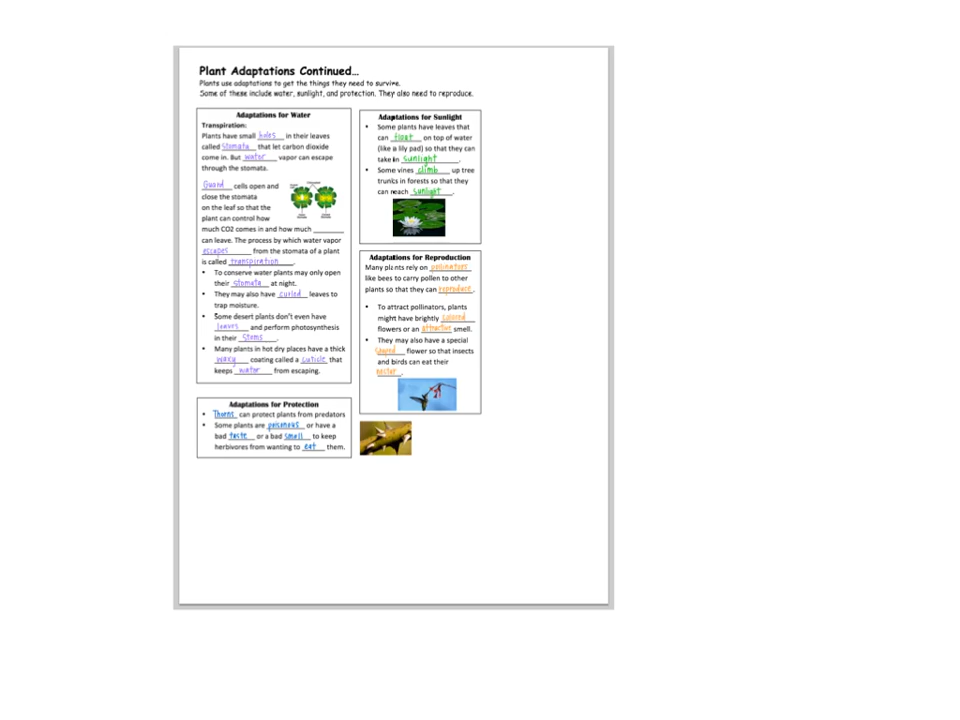 Plant Adaptations Continued...
Plants use adaptations to get the things they need to survive.
Some of these include water, sunlight, and protection. They also need to reproduce.
Adaptations for Water
Transpiration:
Plants have small holes in their leaves
called Stomata that let carbon dioxide
come in. But water vapor can escape
through the stomata.
Guard cells open and
close the stomata
on the leaf so that the
plant can control how
much CO2 comes in and how much ________
can leave. The process by which water vapor
escapes from the stomata of a plant
is called transpiration.
• To conserve water plants may only open
their stomata at night.
• They may also have curled leaves to
trap moisture.
• Some desert plants don't even have
leaves and perform photosynthesis
in their Stems.
• Many plants in hot dry places have a thick
waxy coating called a cuticle that
keeps water from escaping.
Adaptations for Protection
• Thorns can protect plants from predators
• Some plants are poisonous or have a
bad taste or a bad smell to keep
herbivores from wanting to eat them.
Adaptations for Sunlight
• Some plants have leaves that
can float on top of water
(like a lily pad) so that they can
take in sunlight.
• Some vines climb up tree
trunks in forests so that they
can reach sunlight.
Adaptations for Reproduction
Many plants rely on pollinators
like bees to carry pollen to other
plants so that they can reproduce.
• To attract pollinators, plants
might have brightly colored
flowers or an attractive smell.
• They may also have a special
shaped flower so that insects
and birds can eat their
nectar.